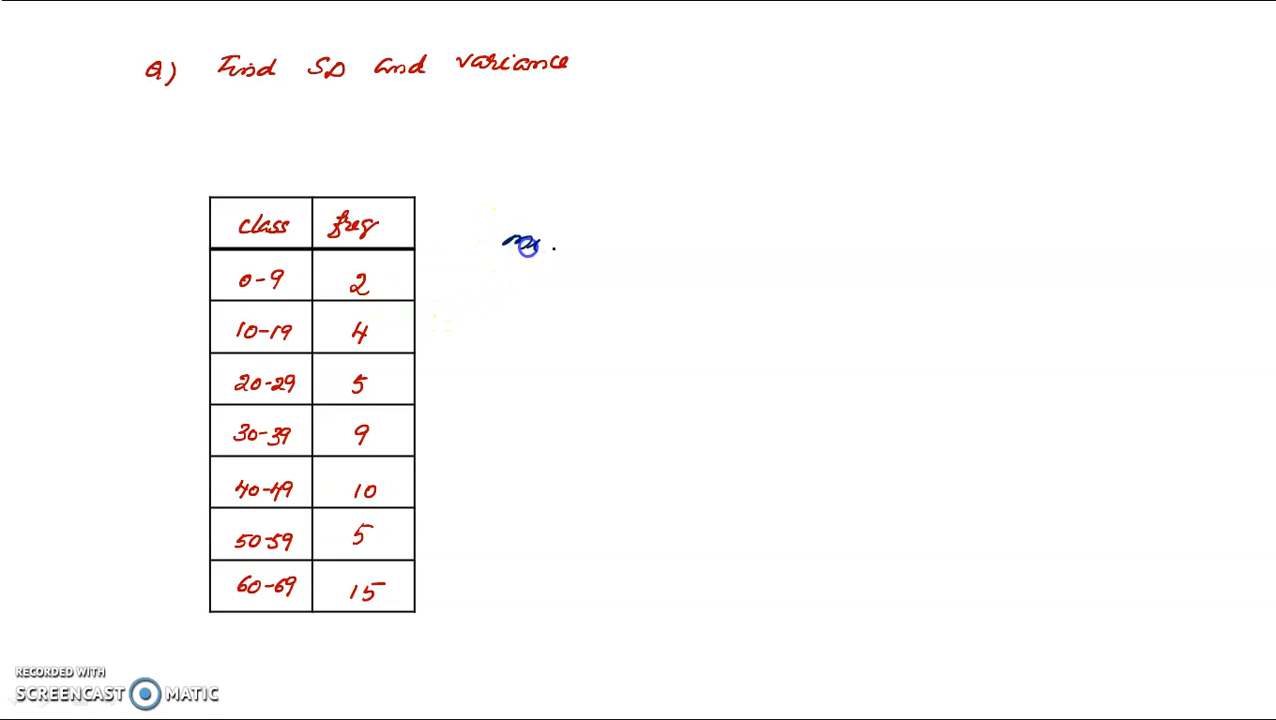 Q) Find SD and variance
class freq
0-9 2
10-19 4
20-29 5
30-39 9
40-49 10
50-59 5
60-69 15
RECORDED WITH
SCREENCAST MATIC